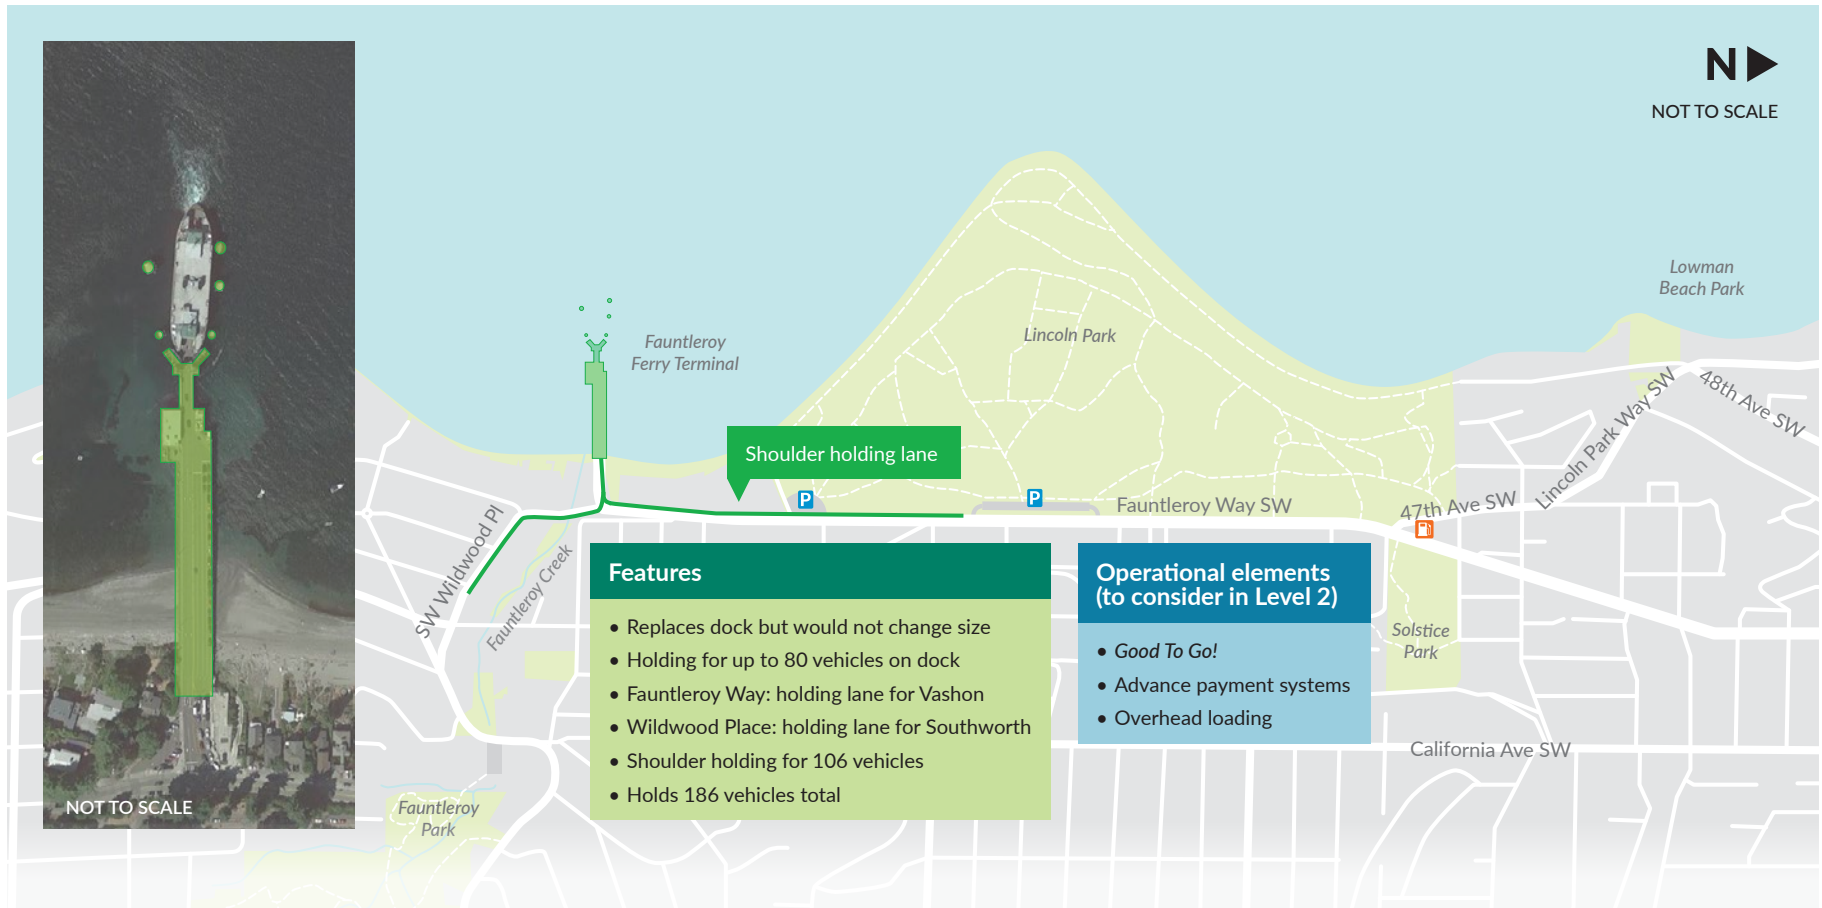 N
NOT TO SCALE
Lowman
Beach Park
Fauntleroy
Ferry Terminal
Lincoln Park
Shoulder holding lane
P
P
Fauntleroy Way SW
47th Ave SW
Lincoln Park Way SW
48th Ave SW
SW Wildwood Pl
Fauntleroy Creek
Features
• Replaces dock but would not change size
• Holding for up to 80 vehicles on dock
• Fauntleroy Way: holding lane for Vashon
• Wildwood Place: holding lane for Southworth
• Shoulder holding for 106 vehicles
• Holds 186 vehicles total
Operational elements
(to consider in Level 2)
• Good To Go!
• Advance payment systems
• Overhead loading
Solstice
Park
California Ave SW
Fauntleroy
Park
NOT TO SCALE